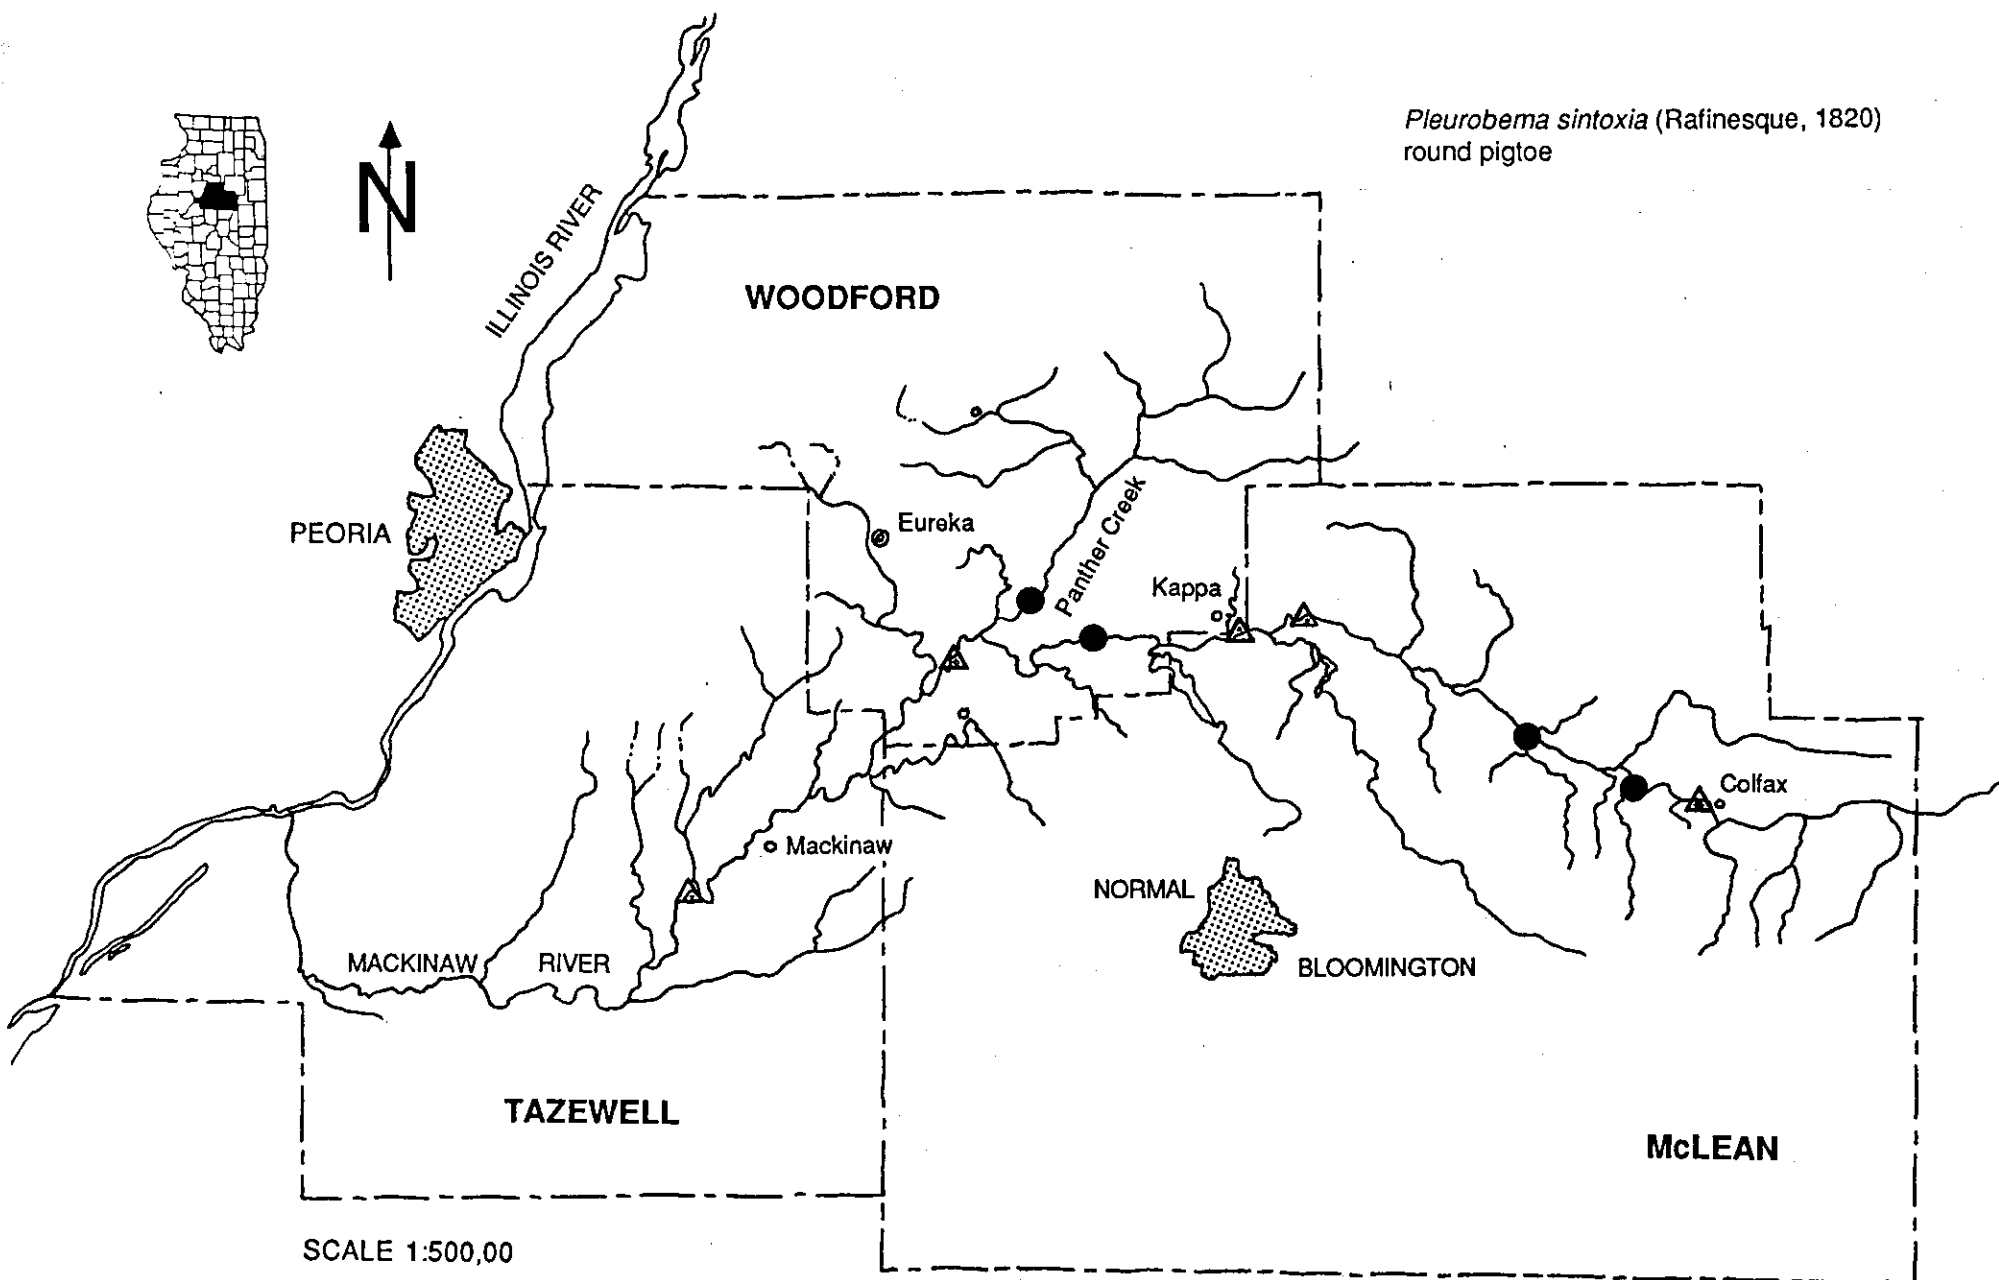 Pleurobema sintoxia (Rafinesque, 1820)
round pigtoe
N
ILLINOIS RIVER
WOODFORD
PEORIA
Eureka
Panther Creek
Kappa
Colfax
Mackinaw
NORMAL
BLOOMINGTON
MACKINAW RIVER
TAZEWELL
McLEAN
SCALE 1:500,00